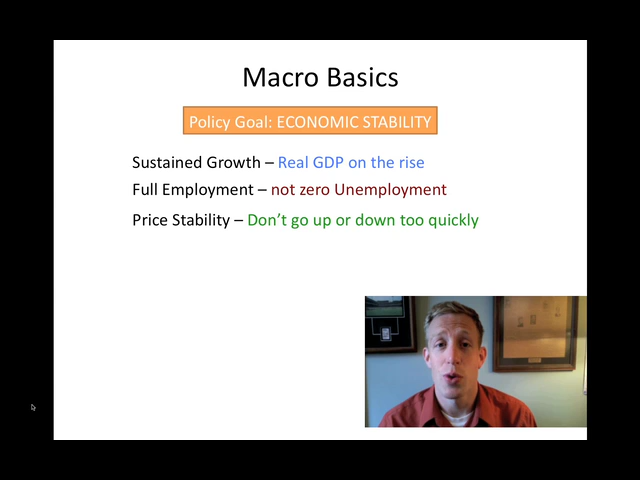 Macro Basics
Policy Goal: ECONOMIC STABILITY
Sustained Growth – Real GDP on the rise
Full Employment – not zero Unemployment
Price Stability – Don’t go up or down too quickly